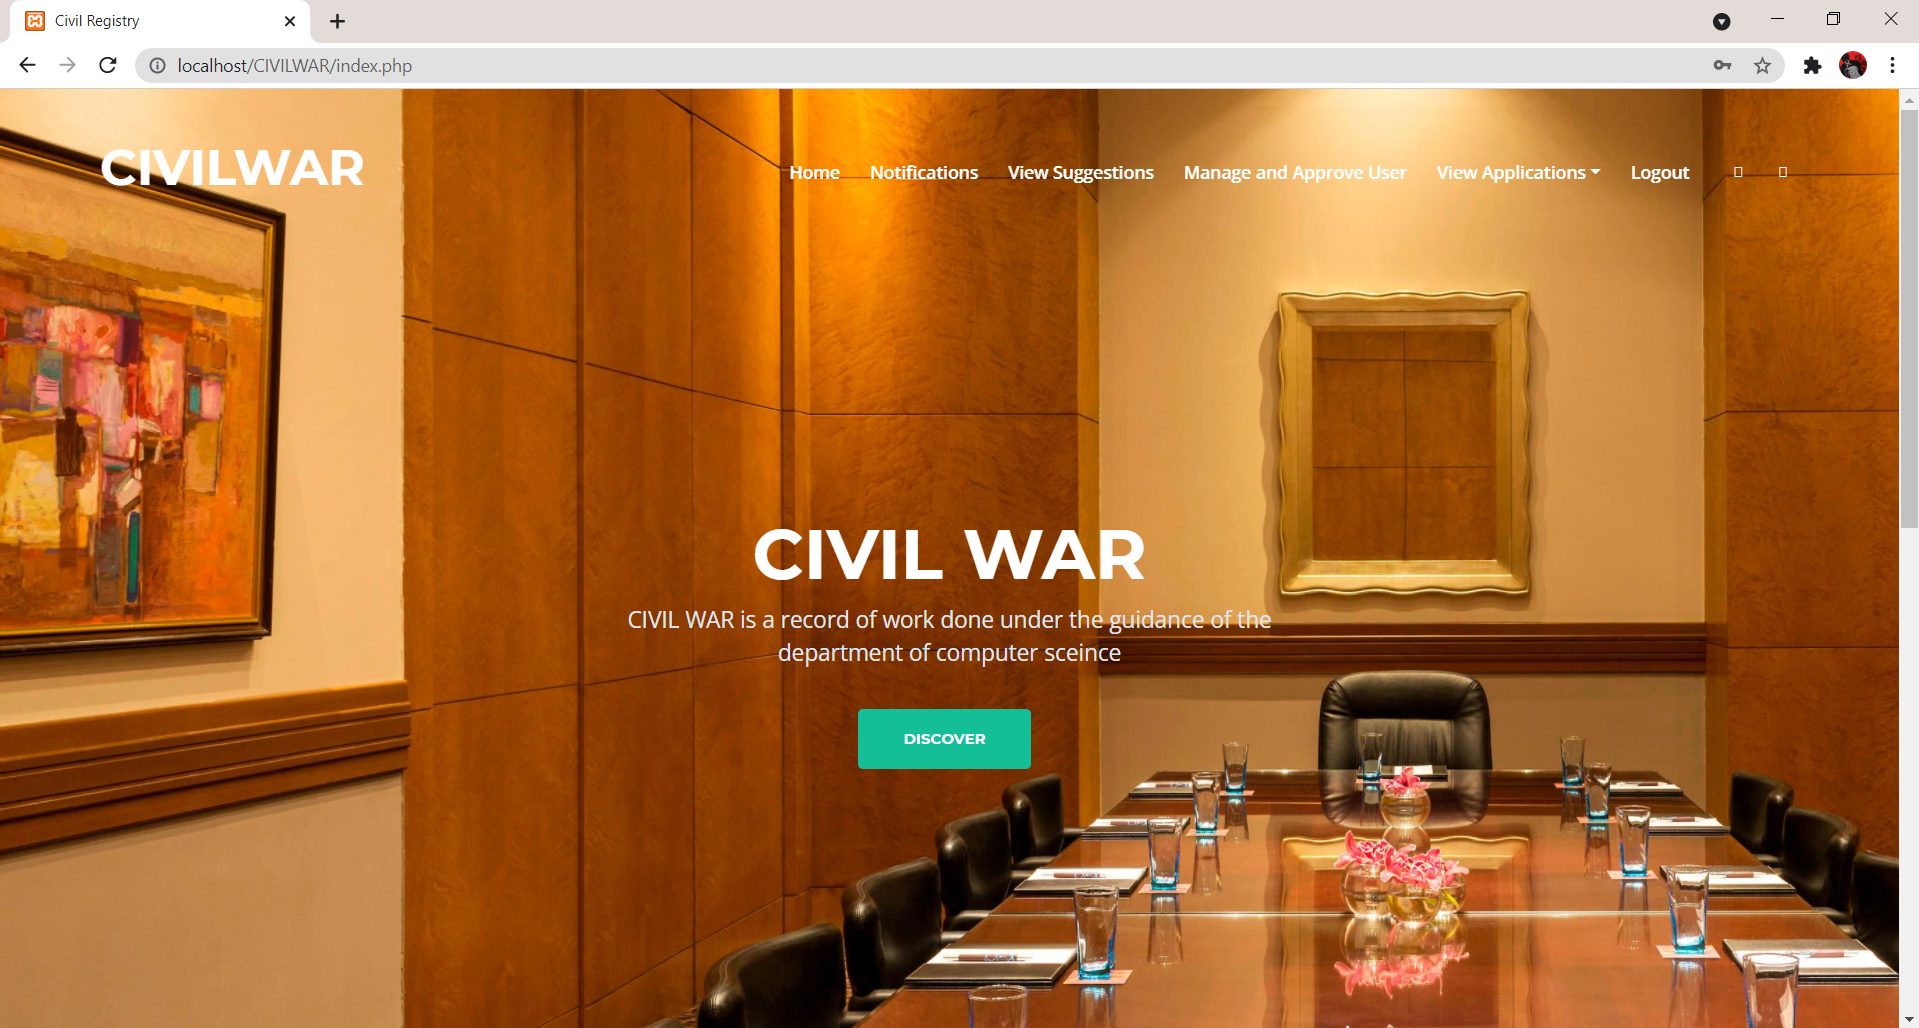 Civil Registry
localhost/CIVILWAR/index.php
CIVILWAR
Home Notifications View Suggestions Manage and Approve User View Applications Logout
CIVIL WAR
CIVIL WAR is a record of work done under the guidance of the
department of computer sceince
DISCOVER